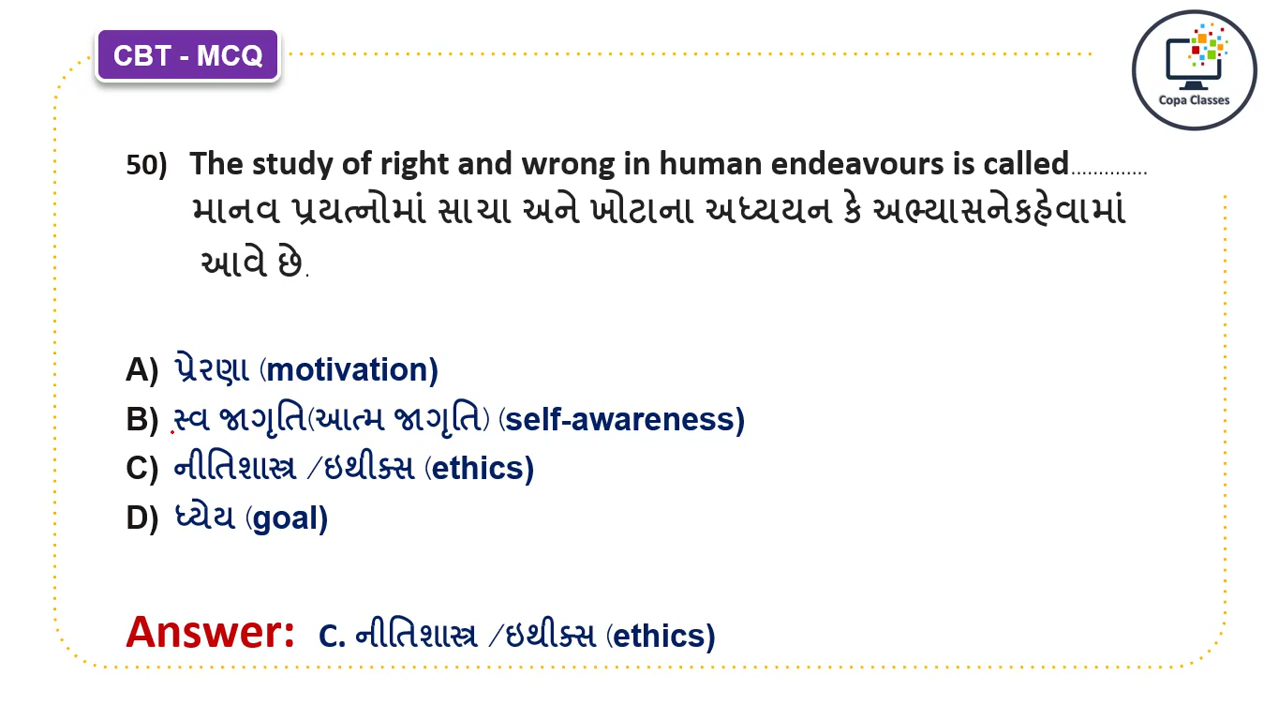 CBT - MCQ
Copa Classes
50) The study of right and wrong in human endeavours is called..............
માનવ પ્રયત્નોમાં સાચા અને ખોટાના અધ્યયન કે અભ્યાસનેકહેવામાં
આવે છે.
A) પ્રેરણા (motivation)
B) સ્વ જાગૃતિ(આત્મ જાગૃતિ) (self-awareness)
C) નીતિશાસ્ત્ર /ઇથીક્સ (ethics)
D) ધ્યેય (goal)
Answer: C. નીતિશાસ્ત્ર /ઇથીક્સ (ethics)